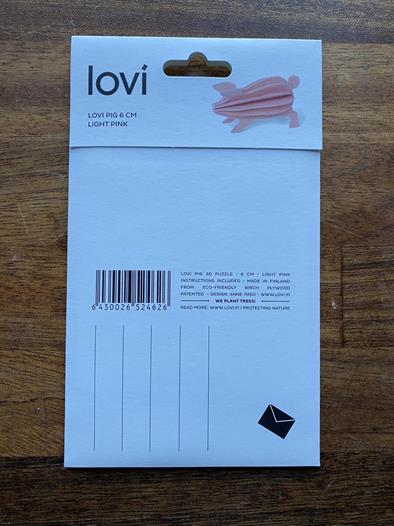 lovi
LOVI PIG 6 CM
LIGHT PINK
LOVI PIG 3D PUZZLE • 6 CM • LIGHT PINK
INSTRUCTIONS INCLUDED • MADE IN FINLAND
FROM ECO-FRIENDLY BIRCH PLYWOOD
PATENTED • DESIGN: ANNE PASO • WWW.LOVI.FI
WE PLANT TREES!
READ MORE: WWW.LOVI.FI / PROTECTING NATURE
6 430026 524626